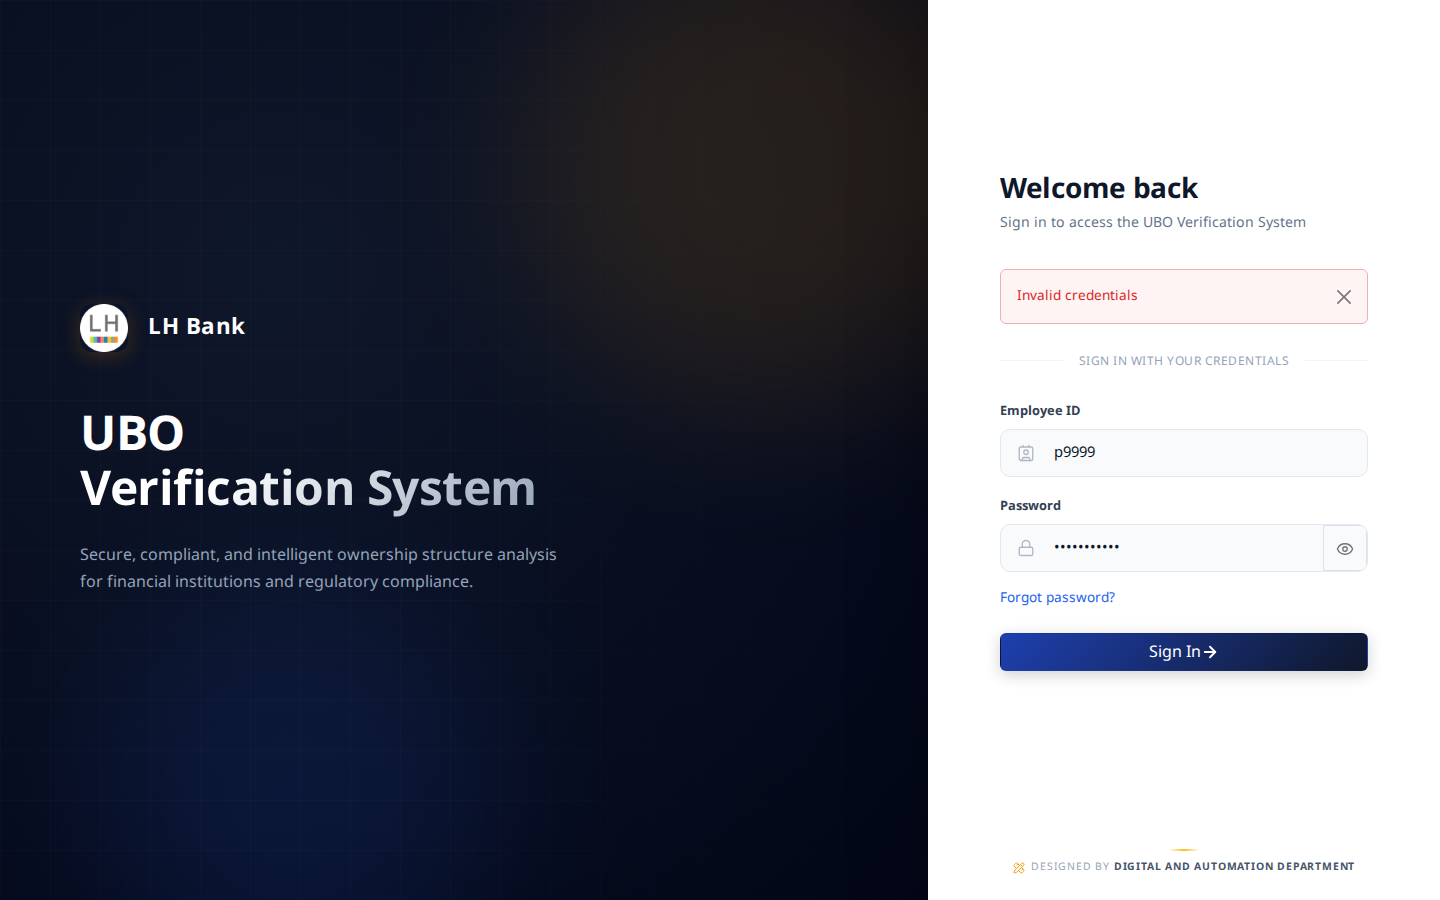 LH
LH Bank
UBO
Verification System
Secure, compliant, and intelligent ownership structure analysis
for financial institutions and regulatory compliance.
Welcome back
Sign in to access the UBO Verification System
Invalid credentials
SIGN IN WITH YOUR CREDENTIALS
Employee ID
p9999
Password
•••••••••••
Forgot password?
Sign In
DESIGNED BY DIGITAL AND AUTOMATION DEPARTMENT